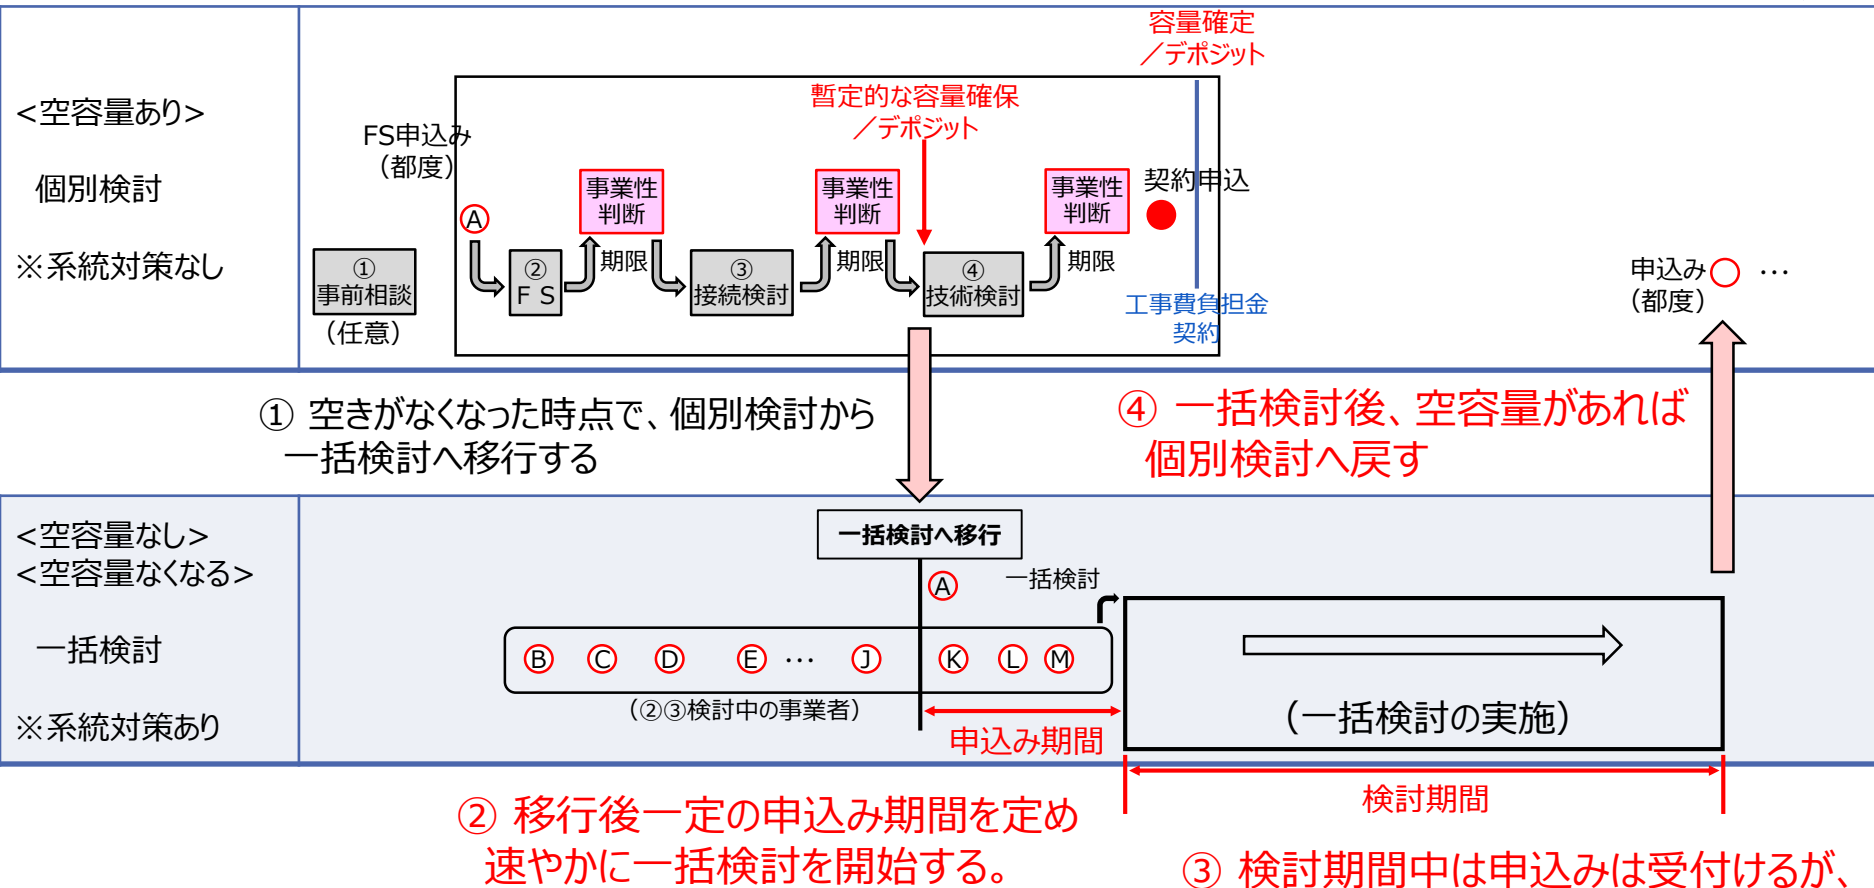 容量確定
／デポジット
暫定的な容量確保
／デポジット
<空容量あり>
個別検討
※系統対策なし
FS申込み
（都度）
A
事業性
判断
事業性
判断
事業性
判断
契約申込
期限
期限
期限
①
事前相談
（任意）
②
ＦＳ
③
接続検討
④
技術検討
工事費負担金
契約
申込み
（都度）
…
① 空きがなくなった時点で、個別検討から
一括検討へ移行する
④ 一括検討後、空容量があれば
個別検討へ戻す
<空容量なし>
<空容量なくなる>
一括検討
※系統対策あり
一括検討へ移行
A
一括検討
B C D E … J K L M
（②③検討中の事業者）
申込み期間
（一括検討の実施）
検討期間
② 移行後一定の申込み期間を定め
速やかに一括検討を開始する。
③ 検討期間中は申込みは受付けるが、